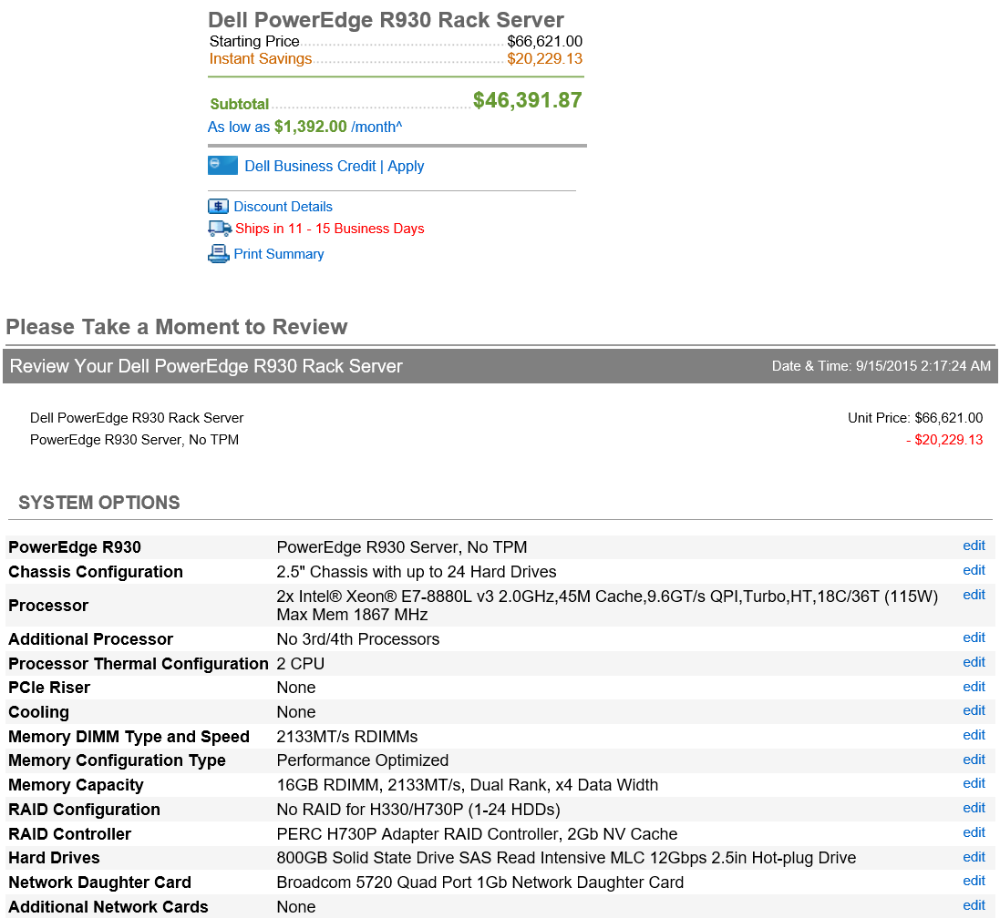 Dell PowerEdge R930 Rack Server
Starting Price $66,621.00
Instant Savings $20,229.13
Subtotal $46,391.87
As low as $1,392.00 /month^
Dell Business Credit | Apply
Discount Details
Ships in 11 - 15 Business Days
Print Summary
Please Take a Moment to Review
Review Your Dell PowerEdge R930 Rack Server Date & Time: 9/15/2015 2:17:24 AM
Dell PowerEdge R930 Rack Server Unit Price: $66,621.00
PowerEdge R930 Server, No TPM - $20,229.13
SYSTEM OPTIONS
PowerEdge R930 PowerEdge R930 Server, No TPM edit
Chassis Configuration 2.5" Chassis with up to 24 Hard Drives edit
Processor 2x Intel® Xeon® E7-8880L v3 2.0GHz,45M Cache,9.6GT/s QPI,Turbo,HT,18C/36T (115W) edit
Max Mem 1867 MHz
Additional Processor No 3rd/4th Processors edit
Processor Thermal Configuration 2 CPU edit
PCIe Riser None edit
Cooling None edit
Memory DIMM Type and Speed 2133MT/s RDIMMs edit
Memory Configuration Type Performance Optimized edit
Memory Capacity 16GB RDIMM, 2133MT/s, Dual Rank, x4 Data Width edit
RAID Configuration No RAID for H330/H730P (1-24 HDDs) edit
RAID Controller PERC H730P Adapter RAID Controller, 2Gb NV Cache edit
Hard Drives 800GB Solid State Drive SAS Read Intensive MLC 12Gbps 2.5in Hot-plug Drive edit
Network Daughter Card Broadcom 5720 Quad Port 1Gb Network Daughter Card edit
Additional Network Cards None edit